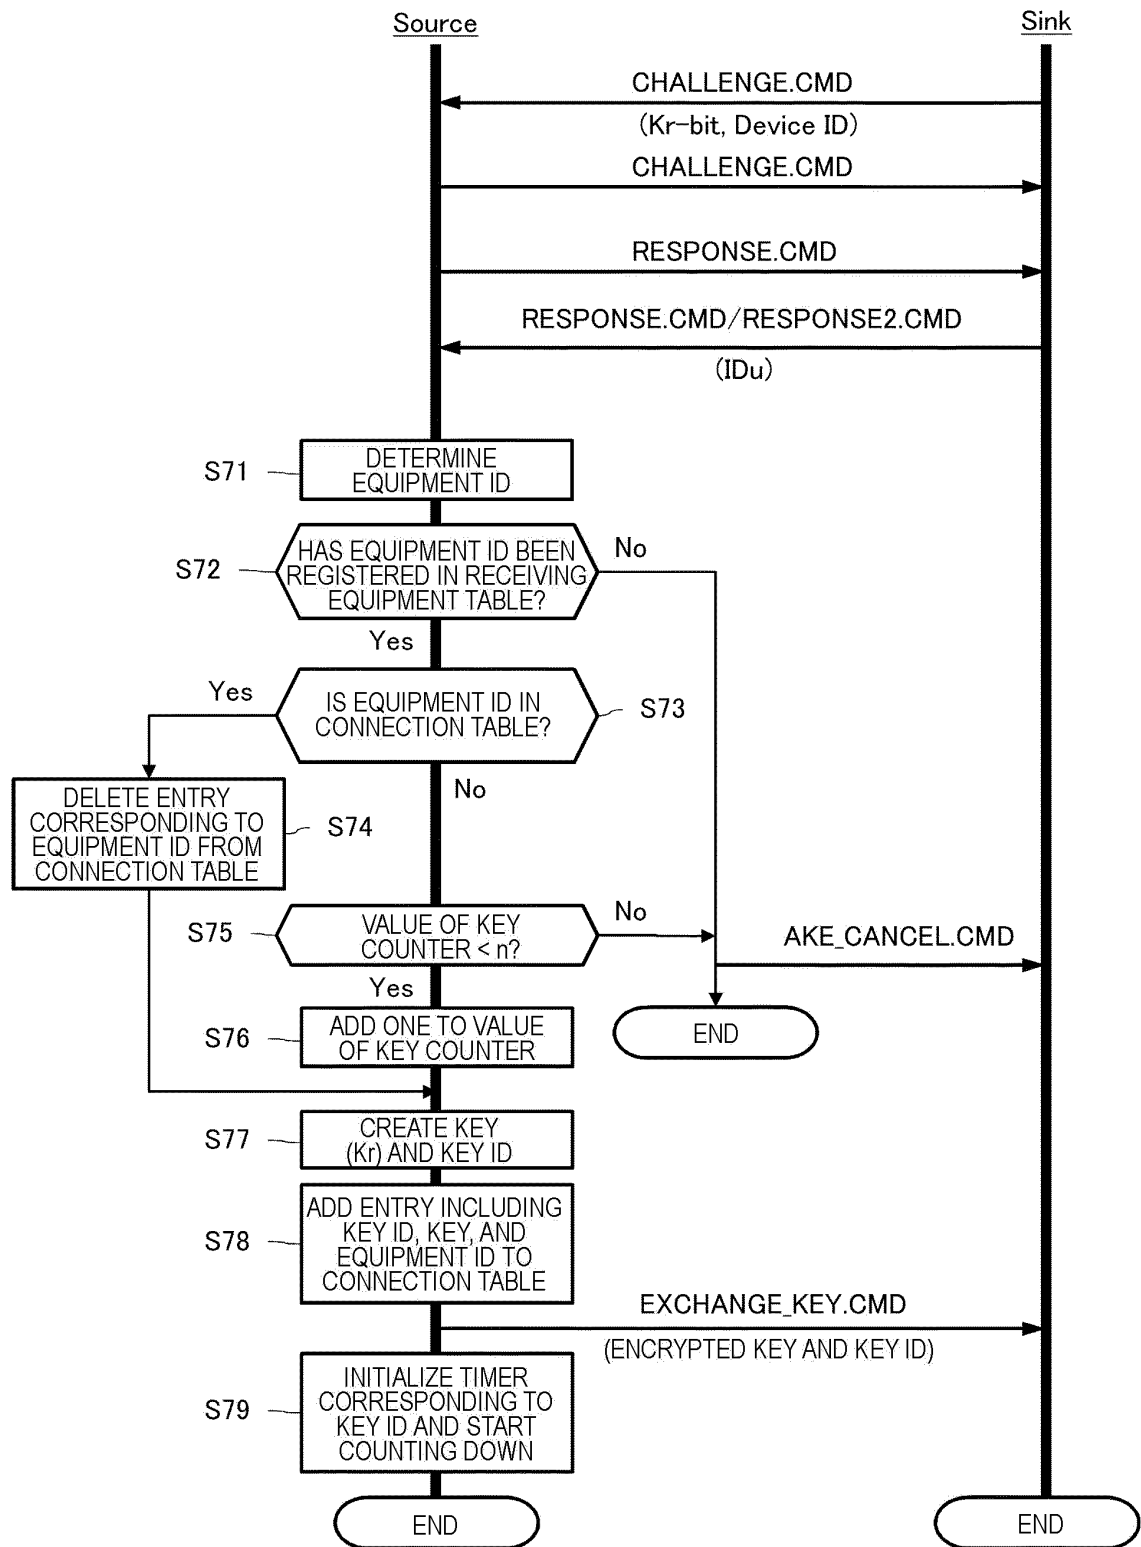 Source
Sink
CHALLENGE.CMD
(Kr-bit, Device ID)
CHALLENGE.CMD
RESPONSE.CMD
RESPONSE.CMD/RESPONSE2.CMD
(IDu)
S71
DETERMINE
EQUIPMENT ID
S72
HAS EQUIPMENT ID BEEN
REGISTERED IN RECEIVING
EQUIPMENT TABLE?
No
Yes
Yes
IS EQUIPMENT ID IN
CONNECTION TABLE?
S73
No
DELETE ENTRY
CORRESPONDING TO
EQUIPMENT ID FROM
CONNECTION TABLE
S74
S75
VALUE OF KEY
COUNTER < n?
No
AKE_CANCEL.CMD
Yes
END
S76
ADD ONE TO VALUE
OF KEY COUNTER
S77
CREATE KEY
(Kr) AND KEY ID
S78
ADD ENTRY INCLUDING
KEY ID, KEY, AND
EQUIPMENT ID TO
CONNECTION TABLE
EXCHANGE_KEY.CMD
(ENCRYPTED KEY AND KEY ID)
S79
INITIALIZE TIMER
CORRESPONDING TO
KEY ID AND START
COUNTING DOWN
END
END